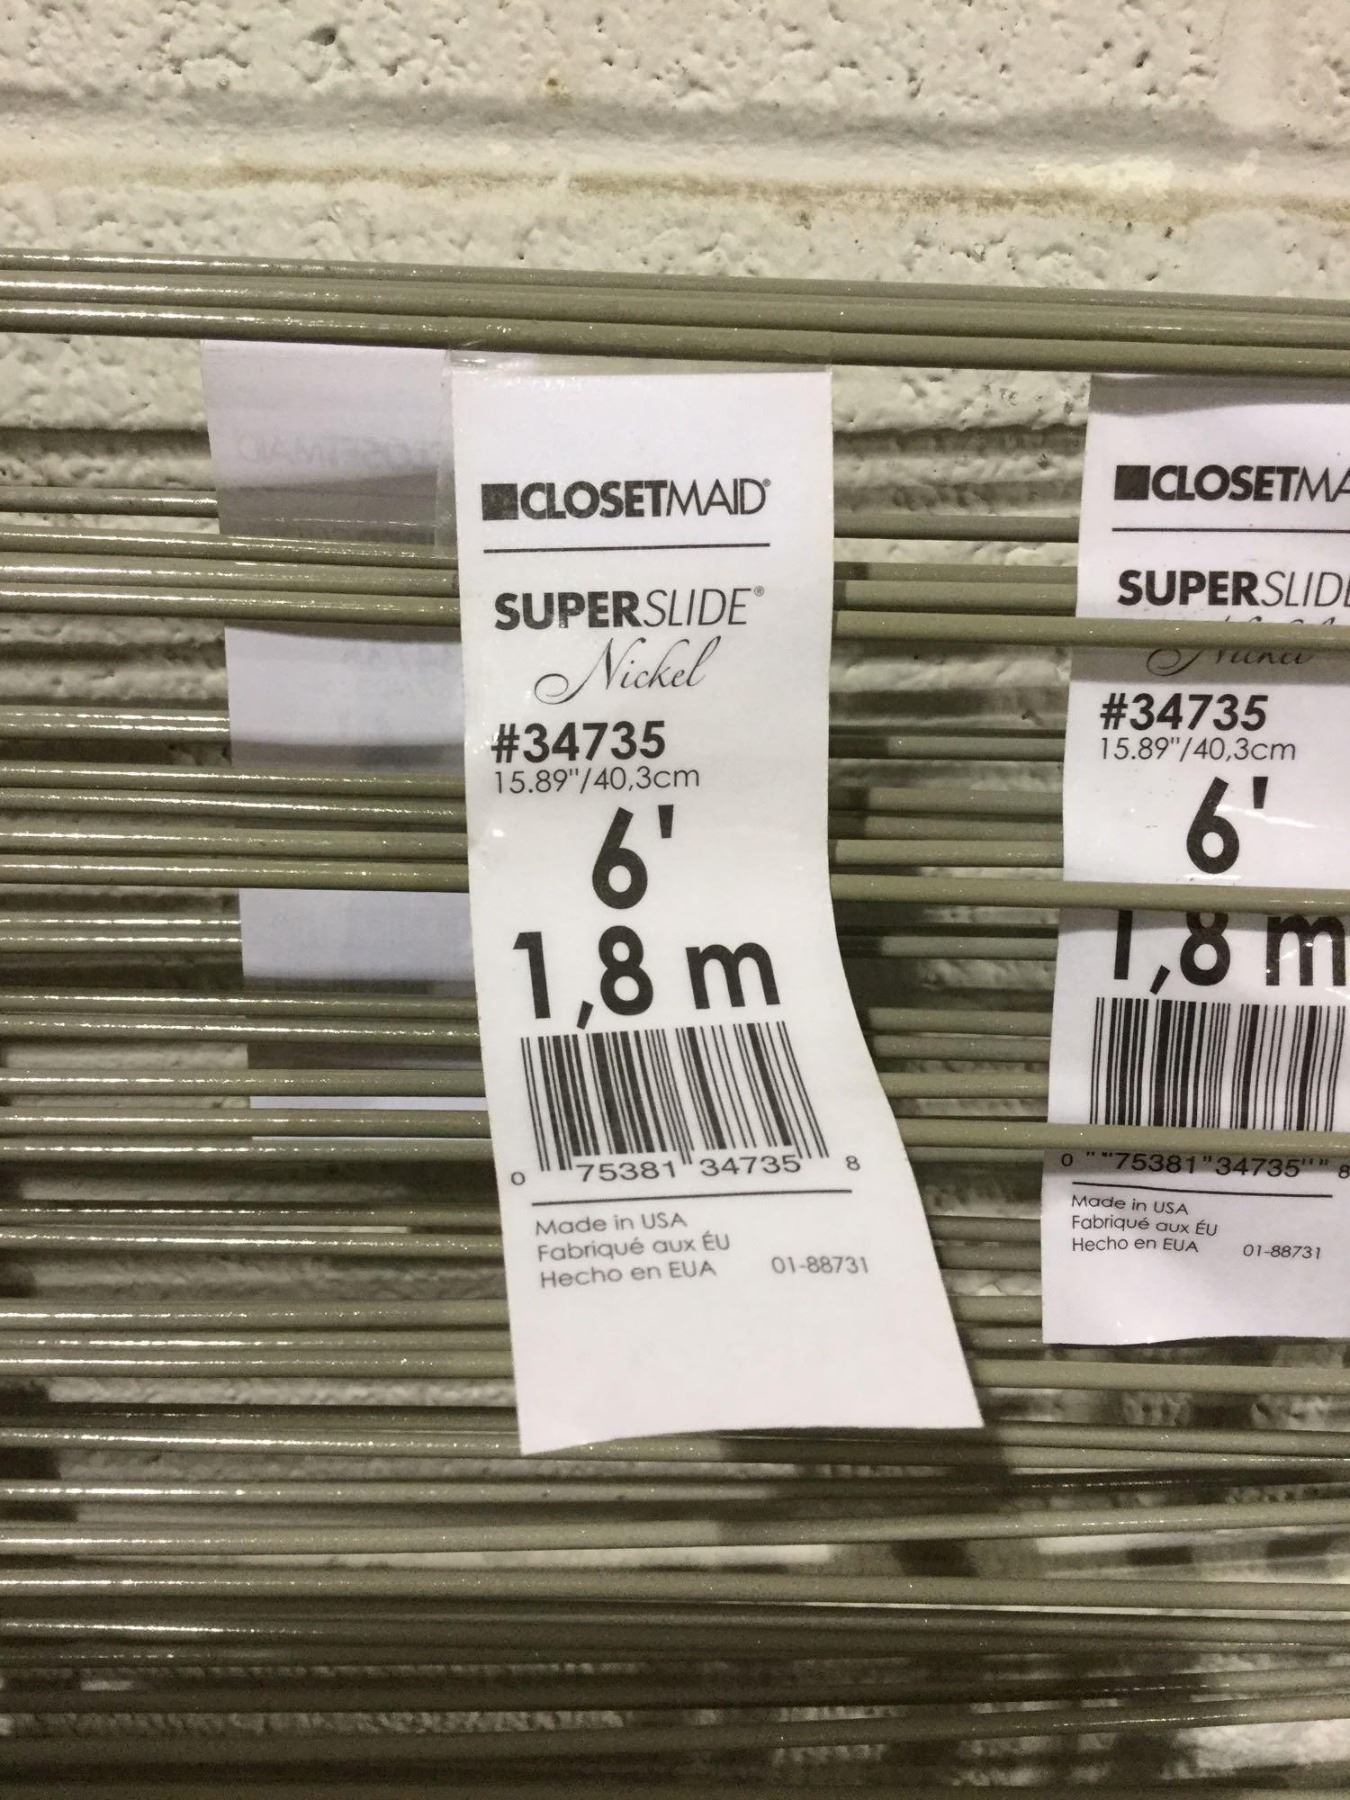 CLOSETMAID®
SUPERSLIDE®
Nickel
#34735
15.89"/40,3cm
6'
1,8 m
0 75381 34735 8
Made in USA
Fabriqué aux ÉU
Hecho en EUA 01-88731
CLOSETMA
SUPERSLIDE
Nickel
#34735
15.89"/40,3cm
6'
1,8 m
0 75381 34735 8
Made in USA
Fabriqué aux ÉU
Hecho en EUA 01-88731